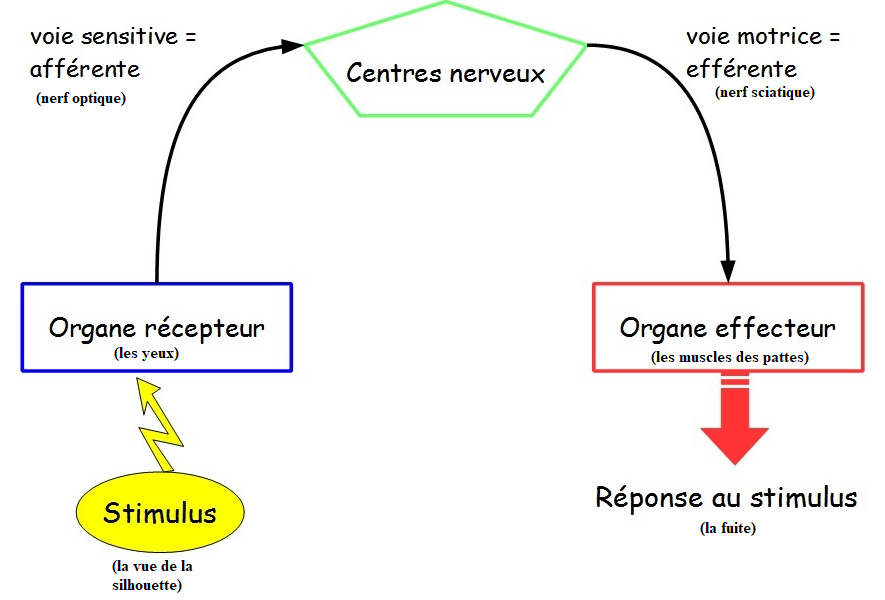 voie sensitive =
afférente
(nerf optique)
Centres nerveux
voie motrice =
efférente
(nerf sciatique)
Organe récepteur
(les yeux)
Organe effecteur
(les muscles des pattes)
Stimulus
(la vue de la
silhouette)
Réponse au stimulus
(la fuite)